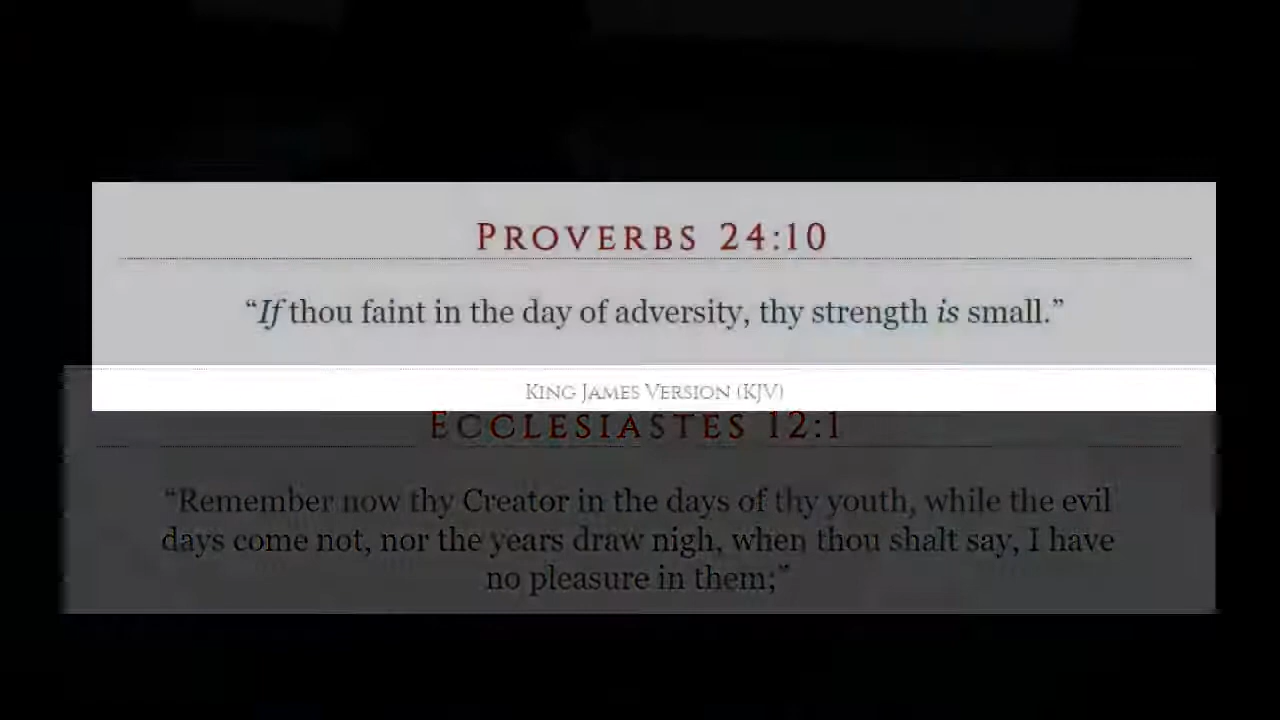 PROVERBS 24:10
“If thou faint in the day of adversity, thy strength is small.”
KING JAMES VERSION (KJV)
ECCLESIASTES 12:1
“Remember now thy Creator in the days of thy youth, while the evil
days come not, nor the years draw nigh, when thou shalt say, I have
no pleasure in them;”